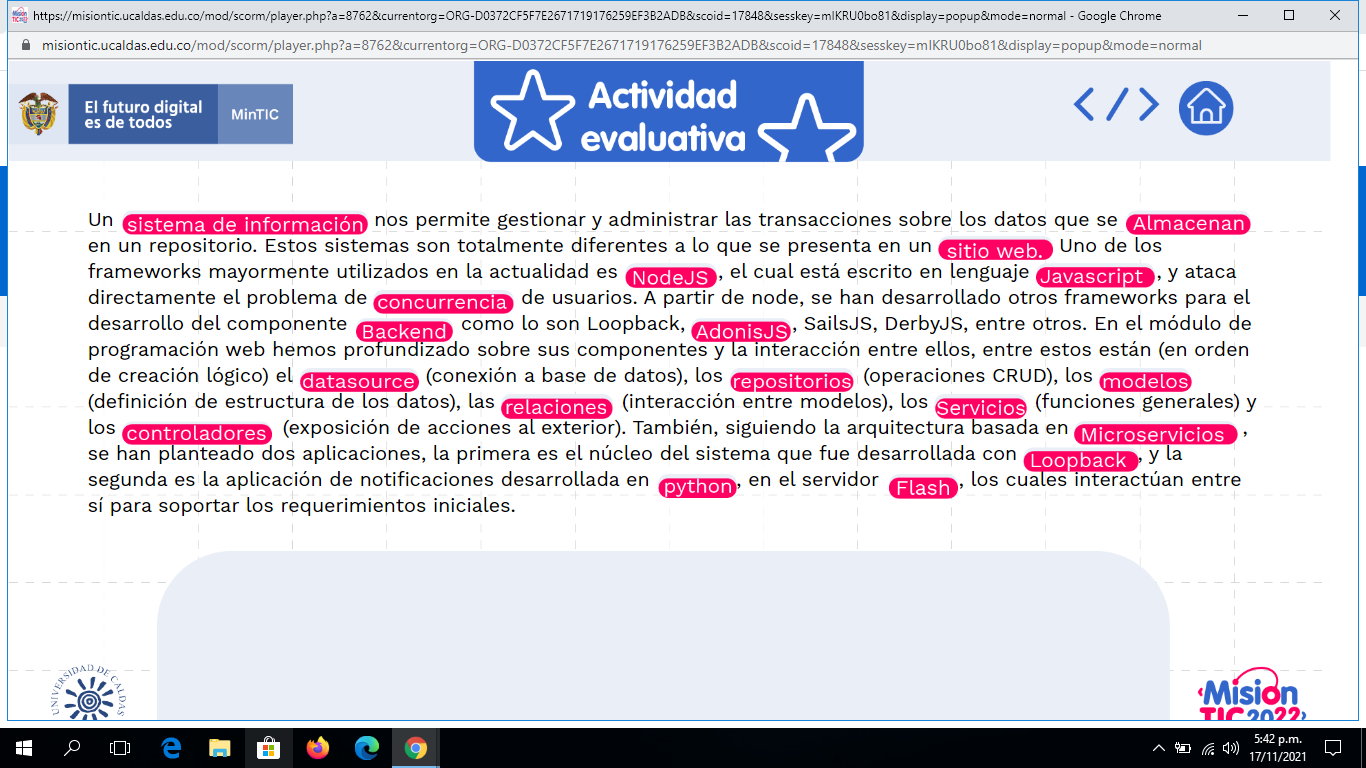 https://misiontic.ucaldas.edu.co/mod/scorm/player.php?a=8762&currentorg=ORG-D0372CF5F7E2671719176259EF3B2ADB&scoid=17848&sesskey=mlKRU0bo81&display=popup&mode=normal - Google Chrome
misiontic.ucaldas.edu.co/mod/scorm/player.php?a=8762&currentorg=ORG-D0372CF5F7E2671719176259EF3B2ADB&scoid=17848&sesskey=mlKRU0bo81&display=popup&mode=normal
El futuro digital
es de todos
MinTIC
Actividad
evaluativa
Un sistema de información nos permite gestionar y administrar las transacciones sobre los datos que se Almacenan
en un repositorio. Estos sistemas son totalmente diferentes a lo que se presenta en un sitio web. Uno de los
frameworks mayormente utilizados en la actualidad es NodeJS , el cual está escrito en lenguaje Javascript , y ataca
directamente el problema de concurrencia de usuarios. A partir de node, se han desarrollado otros frameworks para el
desarrollo del componente Backend como lo son Loopback, AdonisJS , SailsJS, DerbyJS, entre otros. En el módulo de
programación web hemos profundizado sobre sus componentes y la interacción entre ellos, entre estos están (en orden
de creación lógico) el datasource (conexión a base de datos), los repositorios (operaciones CRUD), los modelos
(definición de estructura de los datos), las relaciones (interacción entre modelos), los Servicios (funciones generales) y
los controladores (exposición de acciones al exterior). También, siguiendo la arquitectura basada en Microservicios ,
se han planteado dos aplicaciones, la primera es el núcleo del sistema que fue desarrollada con Loopback , y la
segunda es la aplicación de notificaciones desarrollada en python , en el servidor Flash , los cuales interactúan entre
sí para soportar los requerimientos iniciales.
UNIVERSIDAD DE CALDAS
Misión
TIC2022
5:42 p.m.
17/11/2021